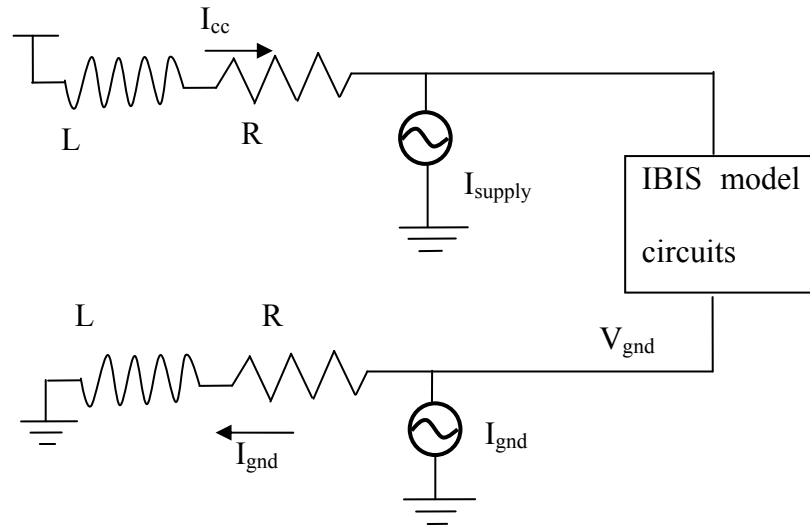 I_cc
L
R
I_supply
IBIS model
circuits
L
R
V_gnd
I_gnd
I_gnd